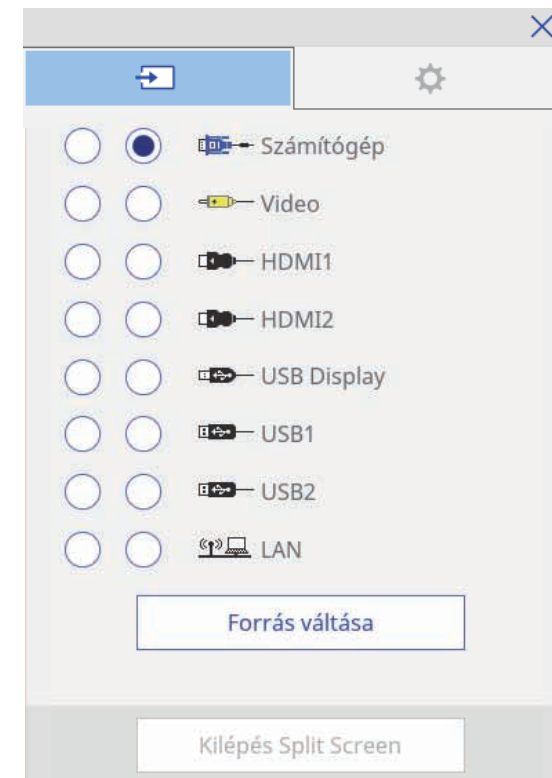 Számítógép
Video
HDMI1
HDMI2
USB Display
USB1
USB2
LAN
Forrás váltása
Kilépés Split Screen